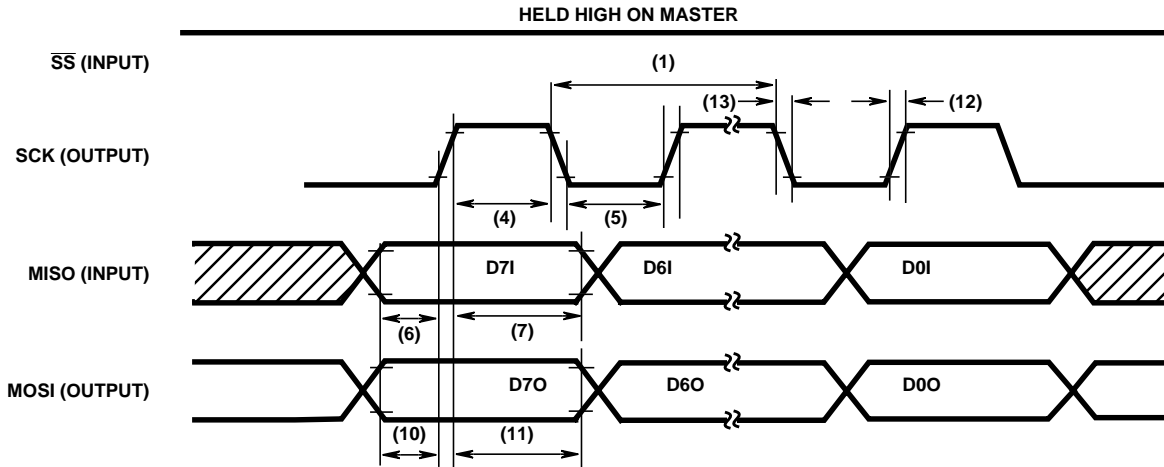 HELD HIGH ON MASTER
SS (INPUT)
(1)
(13)
(12)
SCK (OUTPUT)
(4)
(5)
MISO (INPUT)
D7I
D6I
D0I
(6)
(7)
MOSI (OUTPUT)
D7O
D6O
D0O
(10)
(11)